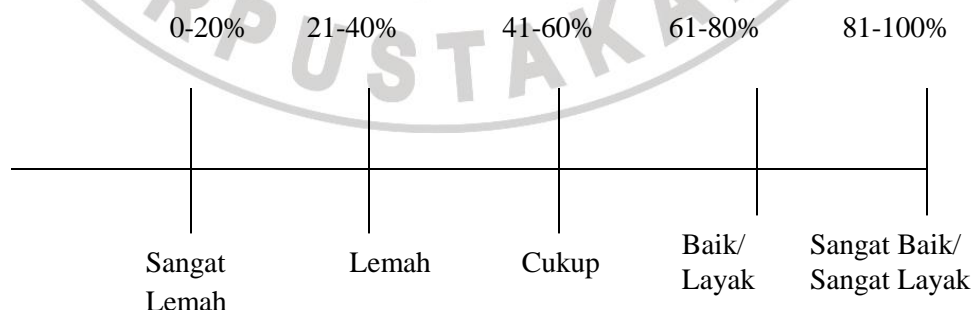 0-20% 21-40% 41-60% 61-80% 81-100%
RPUSTAKA
Sangat
Lemah
Lemah
Cukup
Baik/
Layak
Sangat Baik/
Sangat Layak